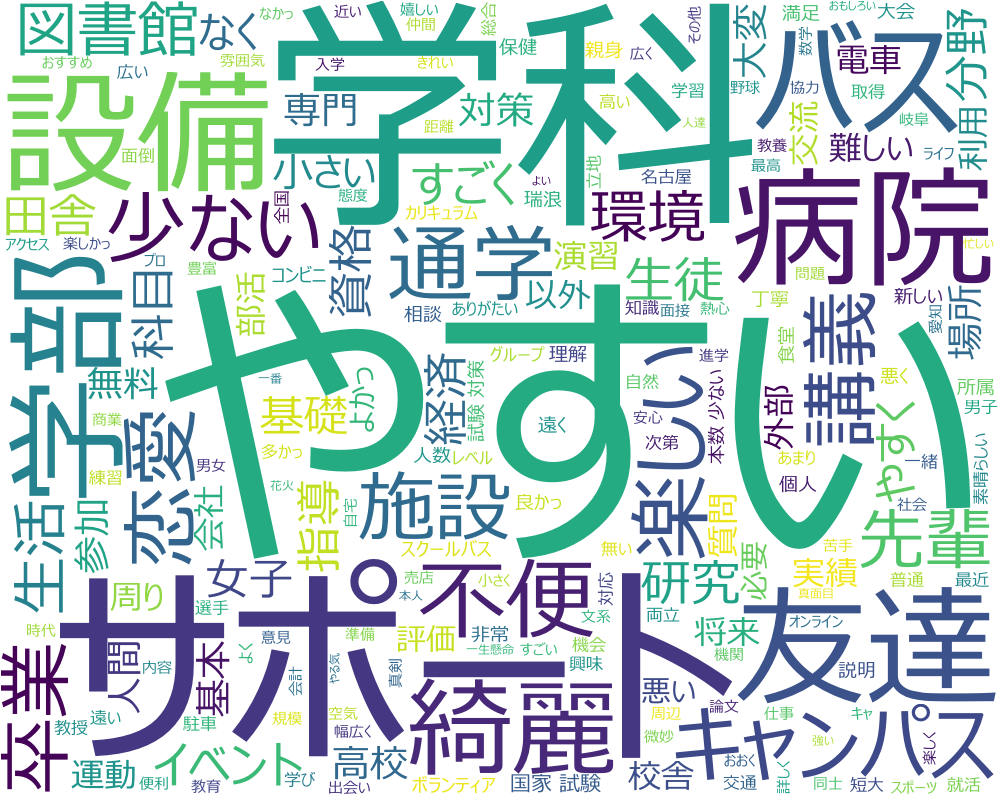 図書館
なく
なかっ
近い
嬉しい
仲間
総合
学科
その他
大変
満足
おもしろい
大会
数学
バス
電車
分野
おすすめ
広い
雰囲気
入学
きれい
保健
親身
広く
野球
協力
取得
設備
専門
対策
高い
学習
距離
人達
教養
最高
交流
難しい
岐阜
利用
ライフ
面倒
小さい
すごく
立地
よい
名古屋
田舎
少ない
全国
態度
カリキュラム
瑞浪
環境
病院
アクセス
楽しかっ
プロ
豊富
コンビニ
資格
通学
演習
生徒
問題
忙しい
学部
科目
部活
相談
ありがたい
以外
知識
面接
熱心
丁寧
新しい
愛知
場所
無料
一番
やすい
グループ
理解
進学
食堂
講義
悪く
所属
男子
商業
恋愛
基礎
よかっ
経済
試験 対策
自然
遠く
安心
次第
本数 少ない
外部
やすく
練習
男女
多かっ
人数
レベル
楽しい
あまり
個人
一緒
素晴らしい
生活
参加
会社
花火
自宅
指導
施設
良かっ
質問
社会
先輩
スクールバス
無い
女子
不便
研究
必要
苦手
実績
普通
最近
周り
選手
売店
本人
小さく
対応
文系
両立
真面目
オンライン
時代
サポート
意見
準備
評価
非常
一生懸命
すごい
機会
興味
将来
機関
友達
説明
卒業
人間
内容
基本
よく
会計
やる気
真剣
綺麗
悪い
論文
教授
遠い
駐車
規模
空気
幅広く
周辺
微妙
仕事
キャ
キャンパス
強い
楽しく
運動
便利
イベント
教育
学び
高校
出会い
ボランティア
国家 試験
校舎
おおく
交通
詳しく
同士
短大
スポーツ
就活